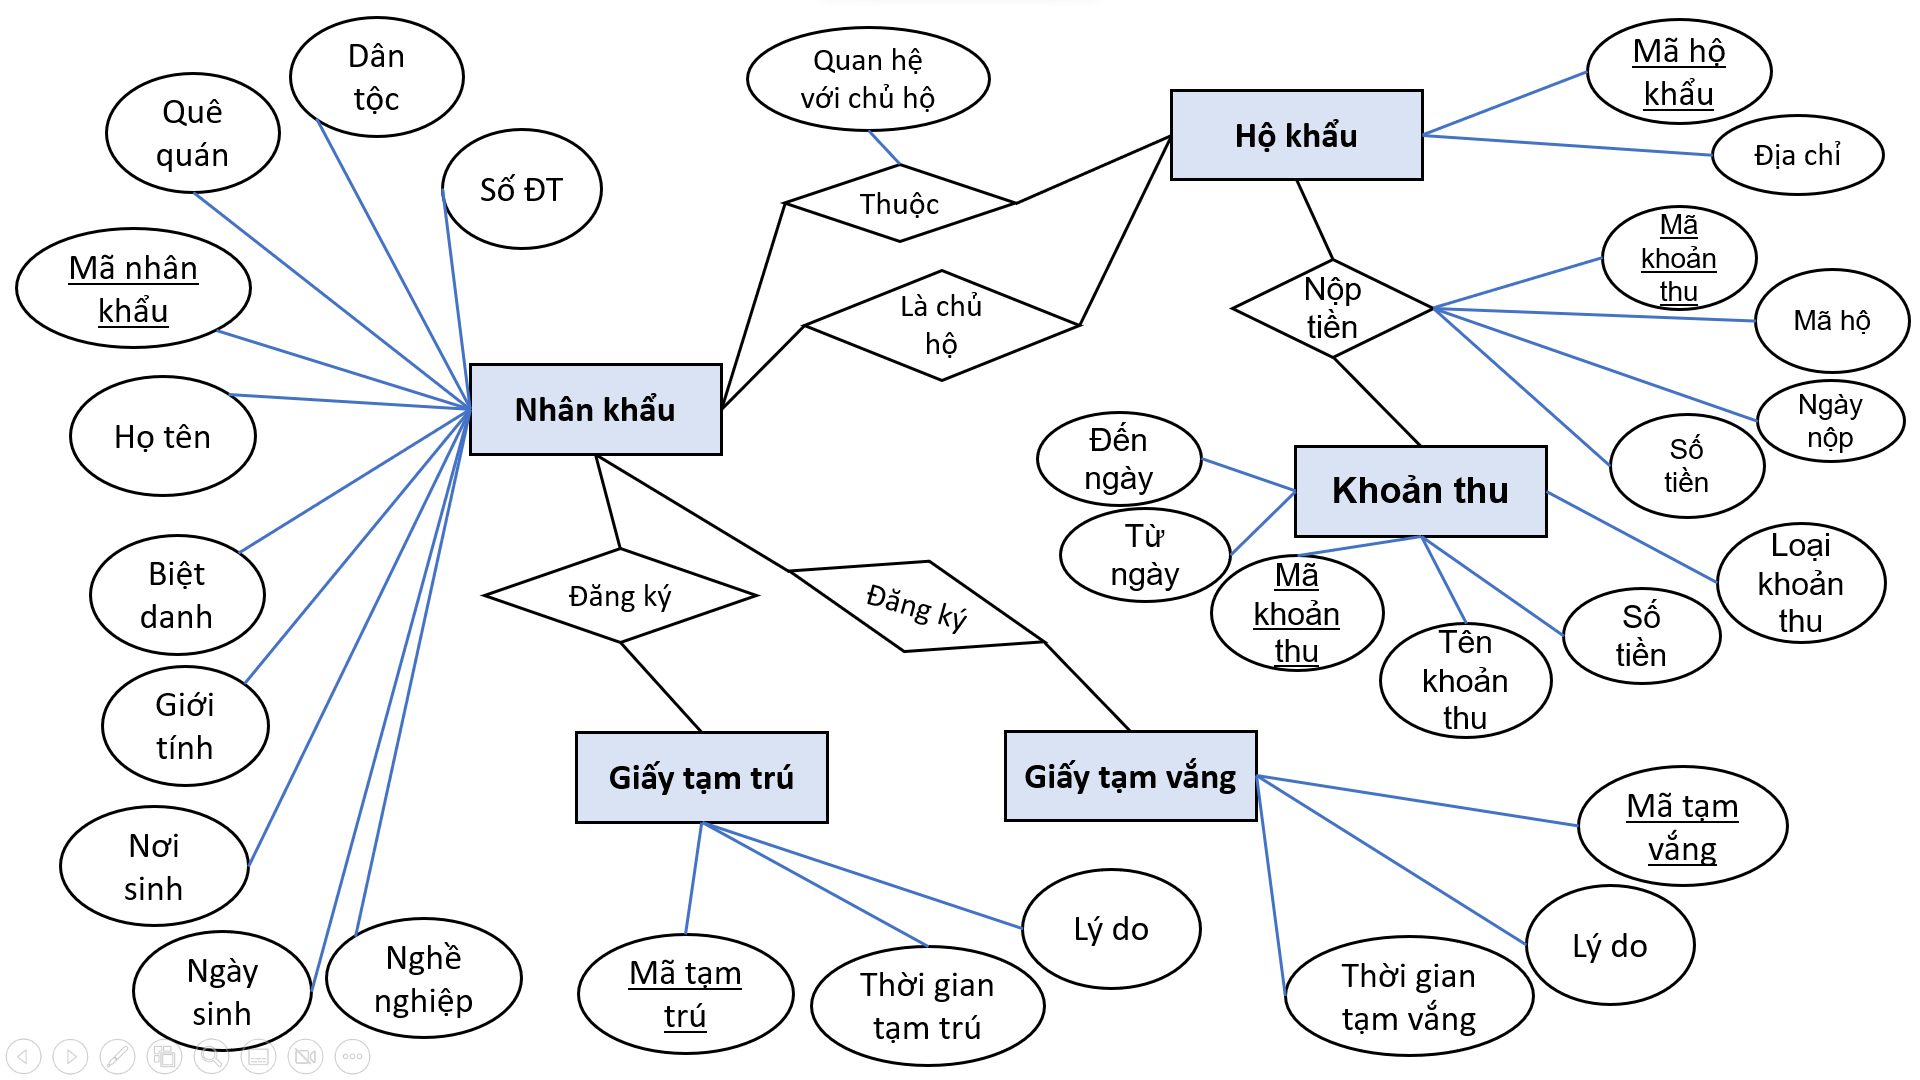 Dân
tộc
Quê
quán
Số ĐT
Mã nhân
khẩu
Họ tên
Biệt
danh
Giới
tính
Nơi
sinh
Ngày
sinh
Nghề
nghiệp
Nhân khẩu
Quan hệ
với chủ hộ
Thuộc
Là chủ
hộ
Hộ khẩu
Mã hộ
khẩu
Địa chỉ
Nộp
tiền
Mã
khoản
thu
Mã hộ
Ngày
nộp
Số
tiền
Khoản thu
Đến
ngày
Từ
ngày
Mã
khoản
thu
Tên
khoản
thu
Số
tiền
Loại
khoản
thu
Đăng ký
Đăng ký
Giấy tạm trú
Mã tạm
trú
Thời gian
tạm trú
Lý do
Giấy tạm vắng
Mã tạm
vắng
Lý do
Thời gian
tạm vắng